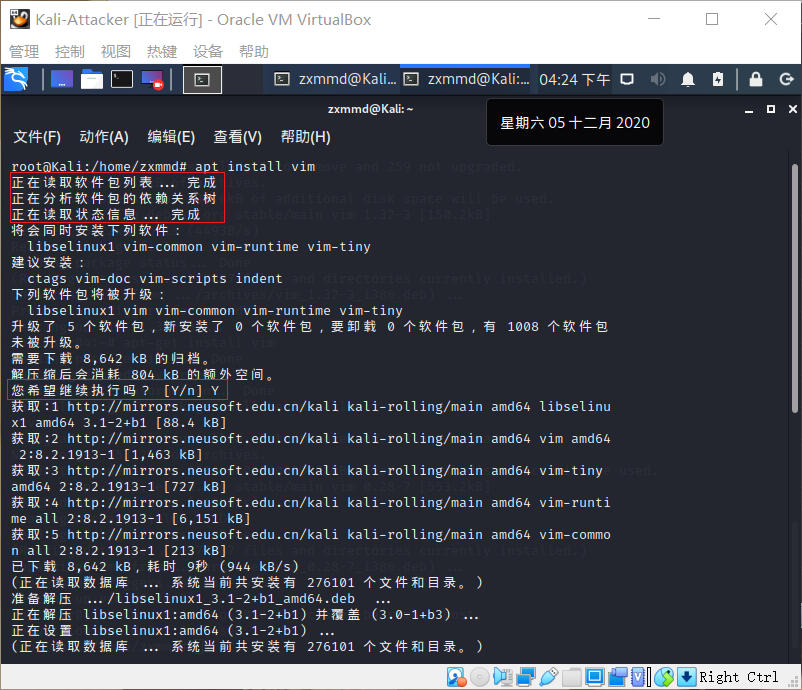 Kali-Attacker [正在运行] - Oracle VM VirtualBox
管理 控制 视图 热键 设备 帮助
zxmmd@Kali... zxmmd@Kali:... 04:24 下午
zxmmd@Kali: ~
星期六 05 十二月 2020
文件(F) 动作(A) 编辑(E) 查看(V) 帮助(H)
root@Kali:/home/zxmmd# apt install vim
正在读取软件包列表... 完成
正在分析软件包的依赖关系树
正在读取状态信息... 完成
将会同时安装下列软件：
libselinux1 vim-common vim-runtime vim-tiny
建议安装：
ctags vim-doc vim-scripts indent
下列软件包将被升级：
libselinux1 vim vim-common vim-runtime vim-tiny
升级了 5 个软件包，新安装了 0 个软件包，要卸载 0 个软件包，有 1008 个软件包
未被升级。
需要下载 8,642 kB 的归档。
解压缩后会消耗 804 kB 的额外空间。
您希望继续执行吗？ [Y/n] Y
获取:1 http://mirrors.neusoft.edu.cn/kali kali-rolling/main amd64 libselinu
x1 amd64 3.1-2+b1 [88.4 kB]
获取:2 http://mirrors.neusoft.edu.cn/kali kali-rolling/main amd64 vim amd64
2:8.2.1913-1 [1,463 kB]
获取:3 http://mirrors.neusoft.edu.cn/kali kali-rolling/main amd64 vim-tiny
amd64 2:8.2.1913-1 [727 kB]
获取:4 http://mirrors.neusoft.edu.cn/kali kali-rolling/main amd64 vim-runti
me all 2:8.2.1913-1 [6,151 kB]
获取:5 http://mirrors.neusoft.edu.cn/kali kali-rolling/main amd64 vim-commo
n all 2:8.2.1913-1 [213 kB]
已下载 8,642 kB，耗时 9秒 (944 kB/s)
(正在读取数据库 ... 系统当前共安装有 276101 个文件和目录。)
准备解压 .../libselinux1_3.1-2+b1_amd64.deb ...
正在解压 libselinux1:amd64 (3.1-2+b1) 并覆盖 (3.0-1+b3) ...
正在设置 libselinux1:amd64 (3.1-2+b1) ...
(正在读取数据库 ... 系统当前共安装有 276101 个文件和目录。)
Right Ctrl